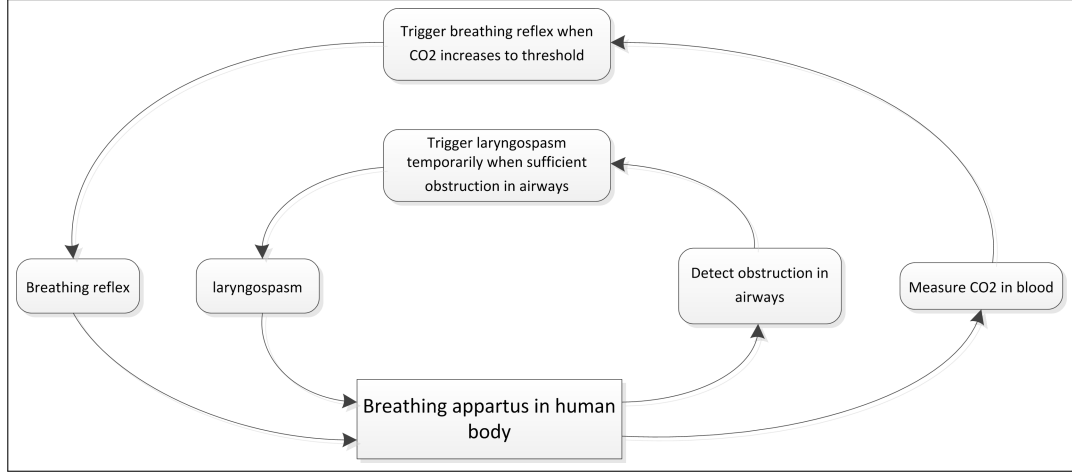 Trigger breathing reflex when
CO2 increases to threshold
Trigger laryngospasm
temporarily when sufficient
obstruction in airways
Breathing reflex
laryngospasm
Detect obstruction in
airways
Measure CO2 in blood
Breathing appartus in human
body